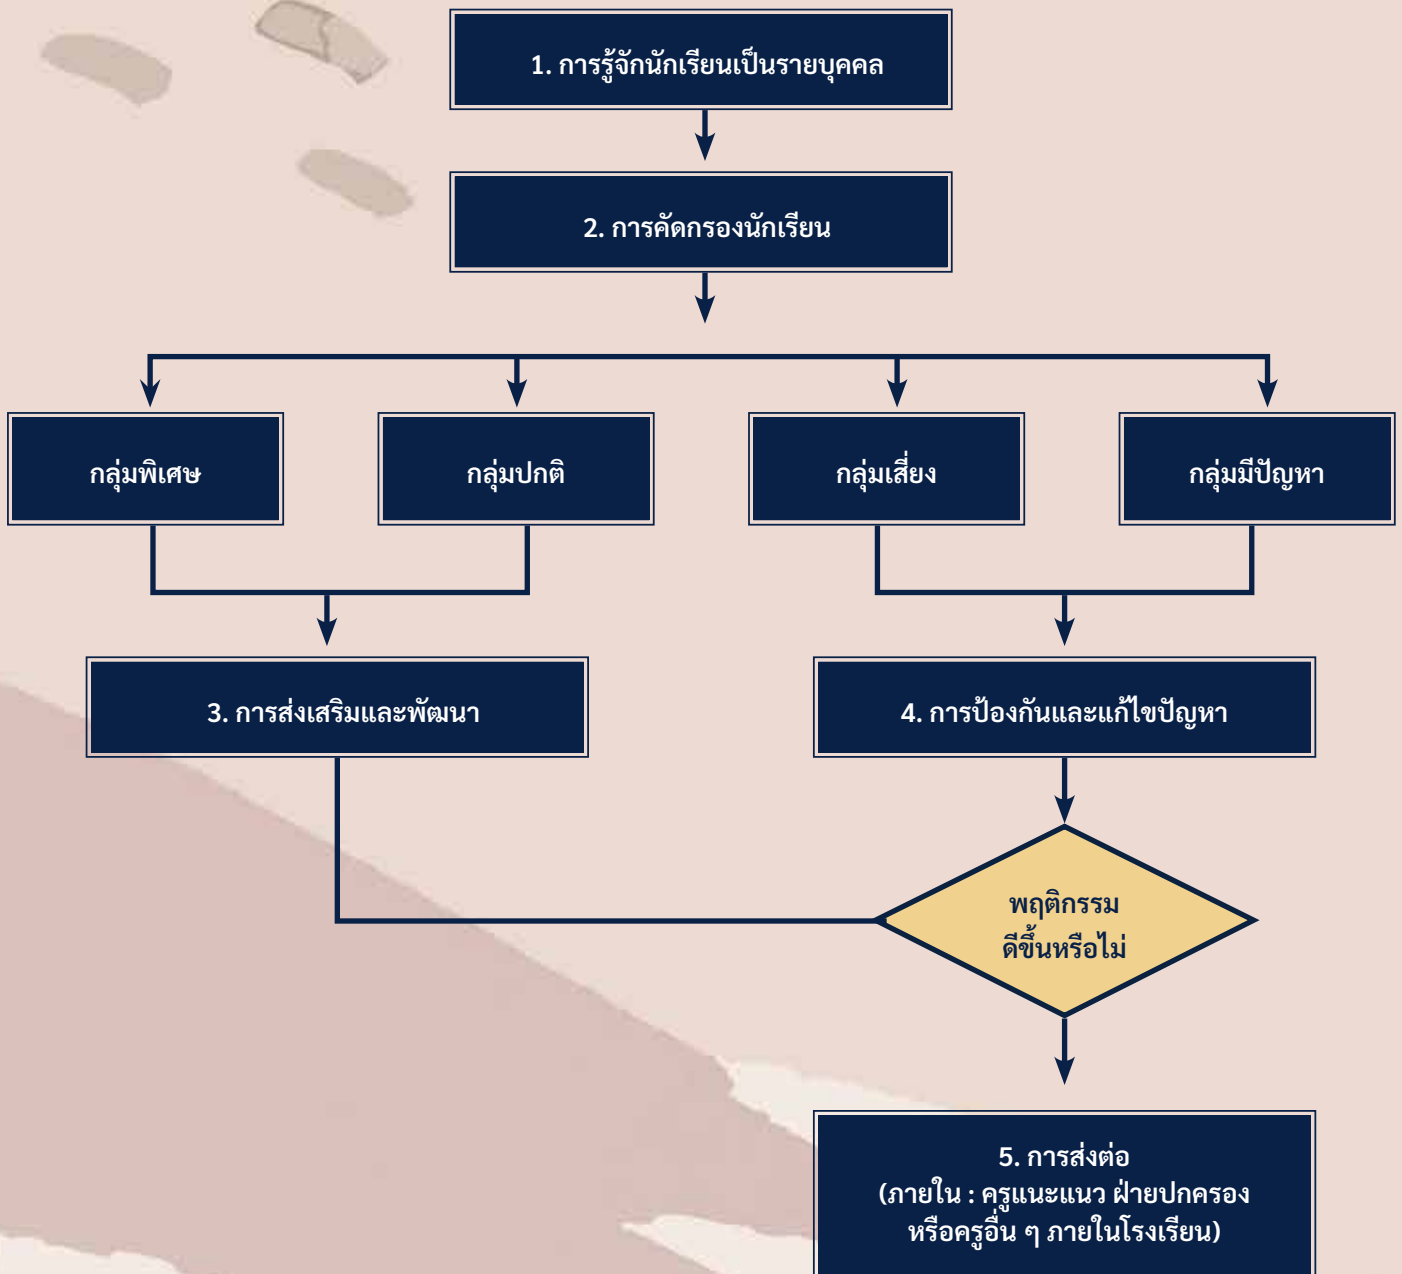 1. การรู้จักนักเรียนเป็นรายบุคคล
2. การคัดกรองนักเรียน
กลุ่มพิเศษ
กลุ่มปกติ
กลุ่มเสี่ยง
กลุ่มมีปัญหา
3. การส่งเสริมและพัฒนา
4. การป้องกันและแก้ไขปัญหา
พฤติกรรม
ดีขึ้นหรือไม่
5. การส่งต่อ
(ภายใน : ครูแนะแนว ฝ่ายปกครอง
หรือครูอื่น ๆ ภายในโรงเรียน)